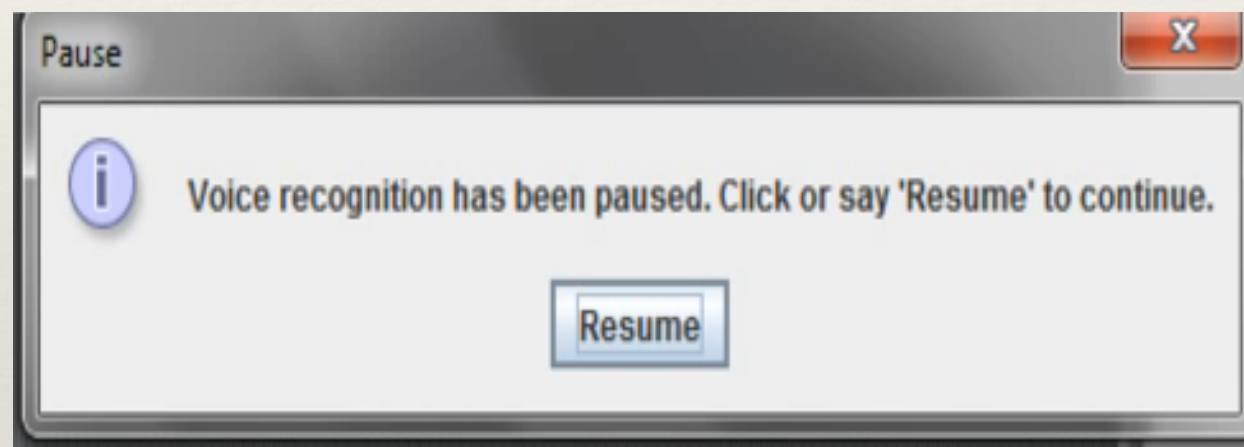 Pause
X
i
Voice recognition has been paused. Click or say 'Resume' to continue.
Resume